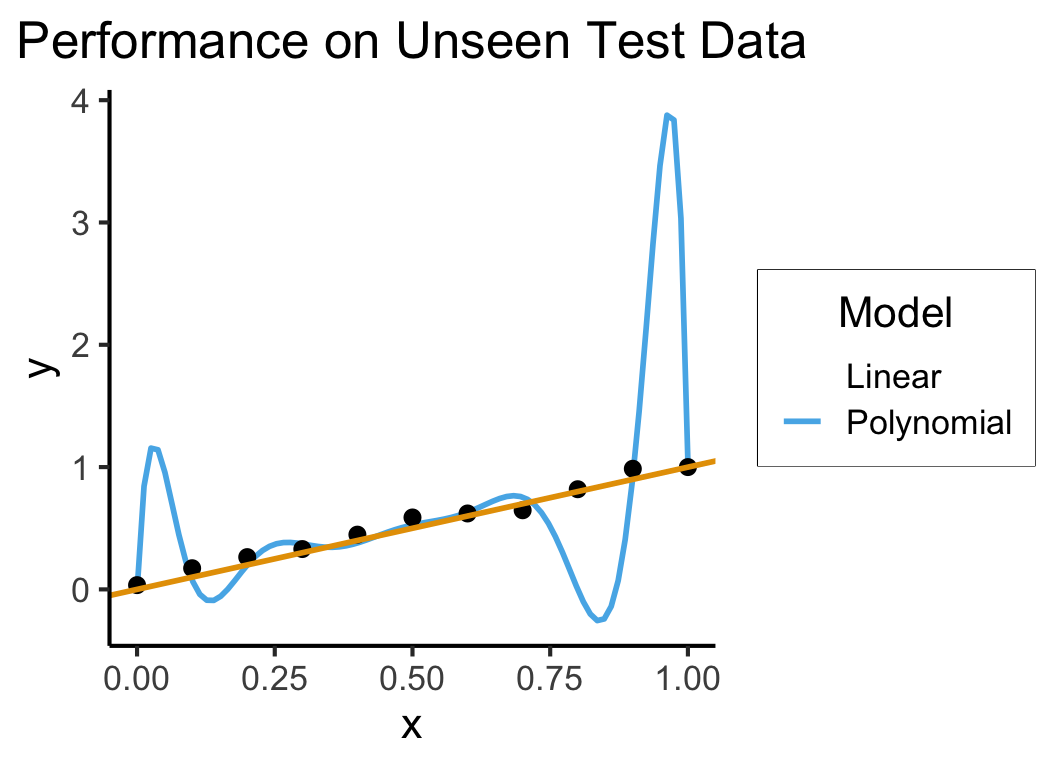 Performance on Unseen Test Data
4
3
2
1
0
y
0.00 0.25 0.50 0.75 1.00
x
Model
Linear
Polynomial